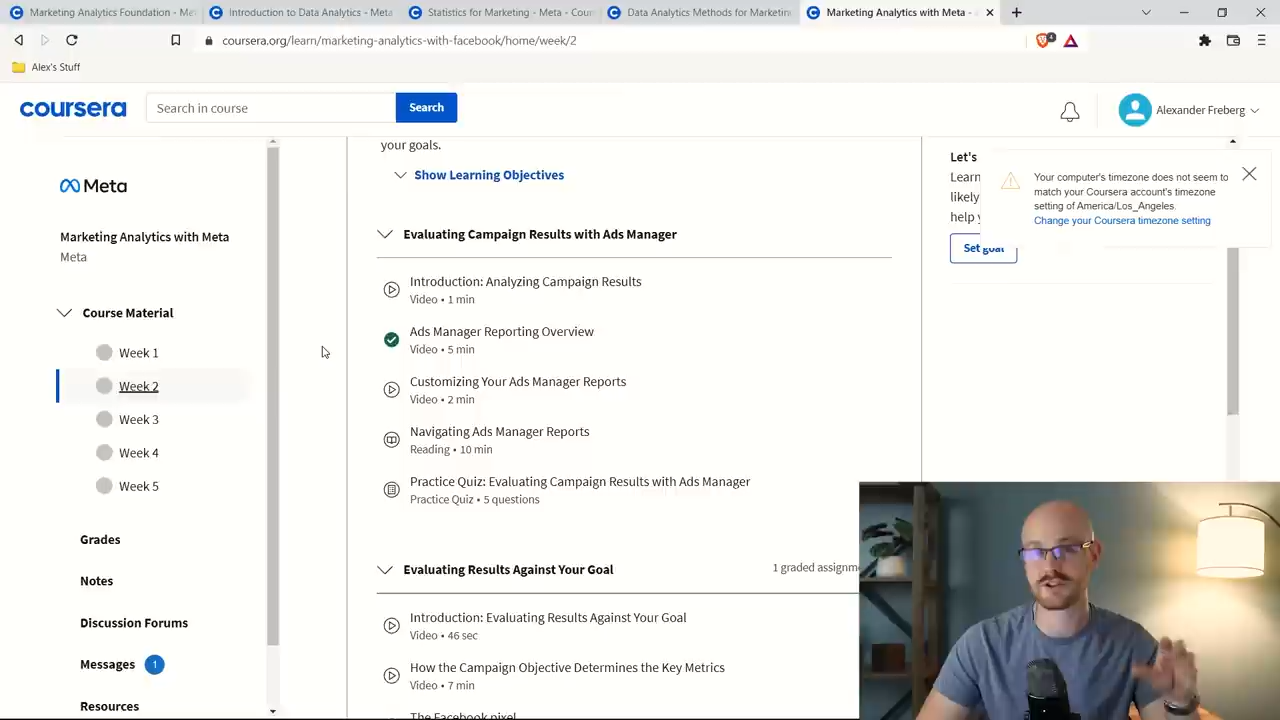 Marketing Analytics Foundation - Me
Introduction to Data Analytics - Meta
Statistics for Marketing - Meta - Cour
Data Analytics Methods for Marketing
Marketing Analytics with Meta -
coursera.org/learn/marketing-analytics-with-facebook/home/week/2
4
Alex's Stuff
coursera
Search in course
Search
Alexander Freberg
Meta
Marketing Analytics with Meta
Meta
Course Material
Week 1
Week 2
Week 3
Week 4
Week 5
Grades
Notes
Discussion Forums
Messages 1
Resources
your goals.
Show Learning Objectives
Evaluating Campaign Results with Ads Manager
Introduction: Analyzing Campaign Results
Video • 1 min
Ads Manager Reporting Overview
Video • 5 min
Customizing Your Ads Manager Reports
Video • 2 min
Navigating Ads Manager Reports
Reading • 10 min
Practice Quiz: Evaluating Campaign Results with Ads Manager
Practice Quiz • 5 questions
Evaluating Results Against Your Goal
1 graded assignme
Introduction: Evaluating Results Against Your Goal
Video • 46 sec
How the Campaign Objective Determines the Key Metrics
Video • 7 min
The Facebook pixel
Let's
Learn
likely
help y
Set goal
Your computer's timezone does not seem to
match your Coursera account's timezone
setting of America/Los_Angeles.
Change your Coursera timezone setting